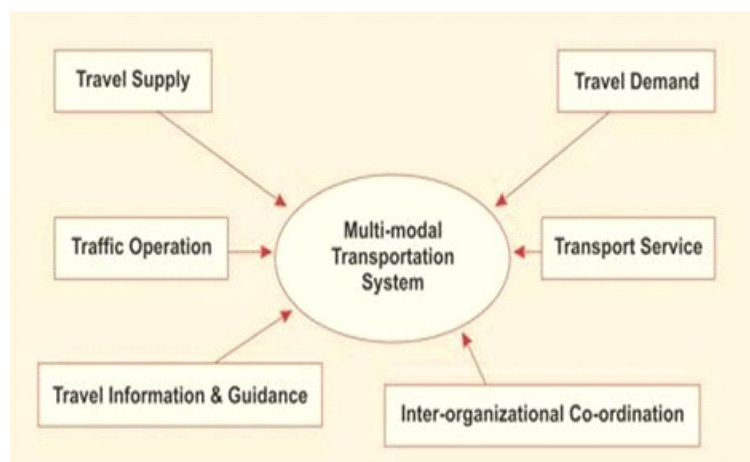 Travel Supply
Travel Demand
Multi-modal
Transportation
System
Traffic Operation
Transport Service
Travel Information & Guidance
Inter-organizational Co-ordination